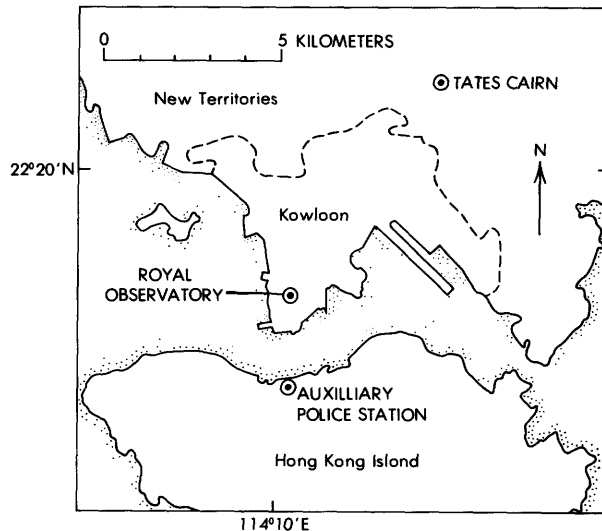 0 5 KILOMETERS
TATES CAIRN
New Territories
N
22°20'N
Kowloon
ROYAL
OBSERVATORY
AUXILLIARY
POLICE STATION
Hong Kong Island
114°10'E